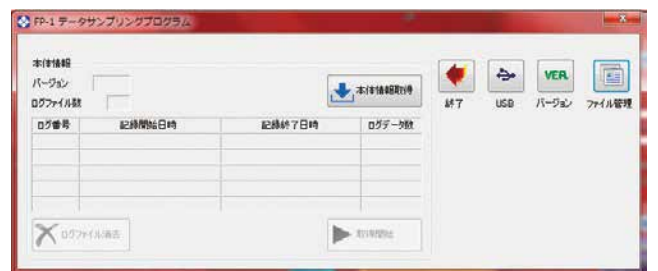 FP-1 データサンプリングプログラム
本体情報
バージョン
ログファイル数
本体情報取得
終了
USB
VER.
バージョン
ファイル管理
ログ番号 記録開始日時 記録終了日時 ログデータ数
ログファイル消去
取得開始